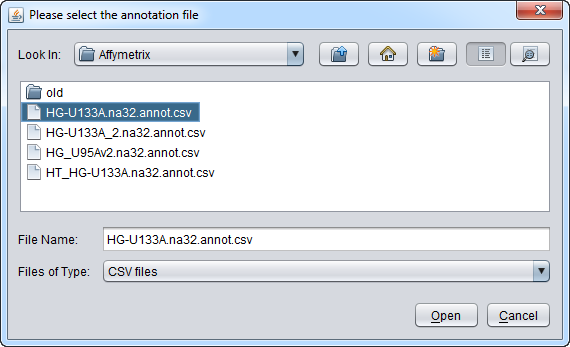 Please select the annotation file
Look In: Affymetrix
old
HG-U133A.na32.annot.csv
HG-U133A_2.na32.annot.csv
HG_U95Av2.na32.annot.csv
HT_HG-U133A.na32.annot.csv
File Name: HG-U133A.na32.annot.csv
Files of Type: CSV files
Open Cancel